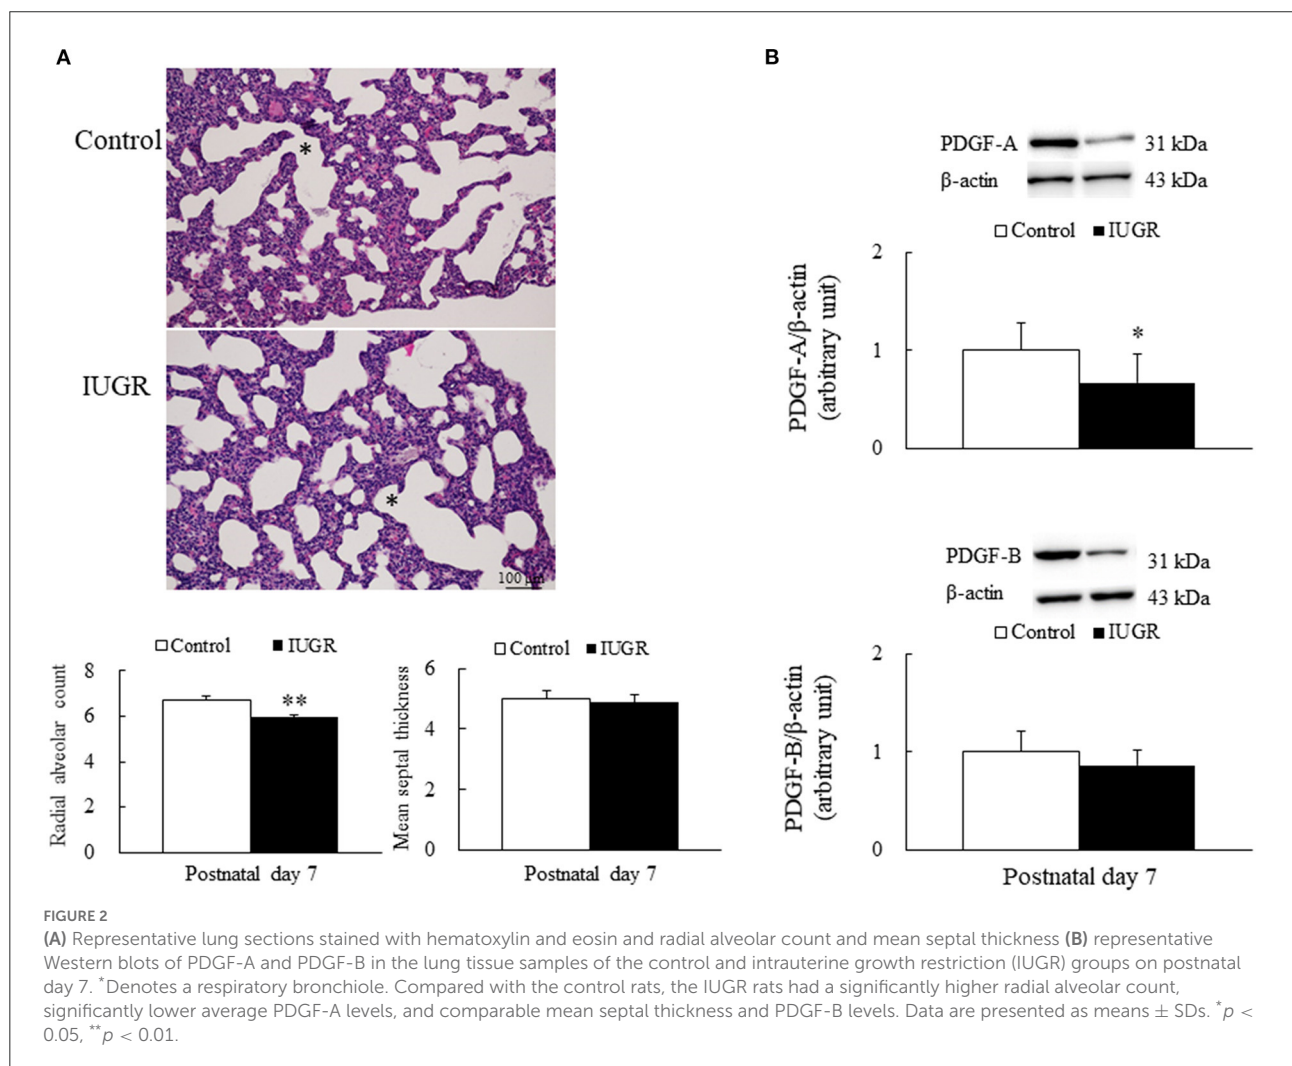 A
Control
*
IUGR
*
100 μm
Control IUGR
Radial alveolar count
8
6
4
2
0
**
Postnatal day 7
Control IUGR
Mean septal thickness
6
4
2
0
Postnatal day 7
B
PDGF-A 31 kDa
β-actin 43 kDa
Control IUGR
PDGF-A/β-actin
(arbitrary unit)
2
1
0
*
PDGF-B 31 kDa
β-actin 43 kDa
Control IUGR
PDGF-B/β-actin
(arbitrary unit)
2
1
0
Postnatal day 7
FIGURE 2
(A) Representative lung sections stained with hematoxylin and eosin and radial alveolar count and mean septal thickness (B) representative
Western blots of PDGF-A and PDGF-B in the lung tissue samples of the control and intrauterine growth restriction (IUGR) groups on postnatal
day 7. *Denotes a respiratory bronchiole. Compared with the control rats, the IUGR rats had a significantly higher radial alveolar count,
significantly lower average PDGF-A levels, and comparable mean septal thickness and PDGF-B levels. Data are presented as means ± SDs. *p <
0.05, **p < 0.01.